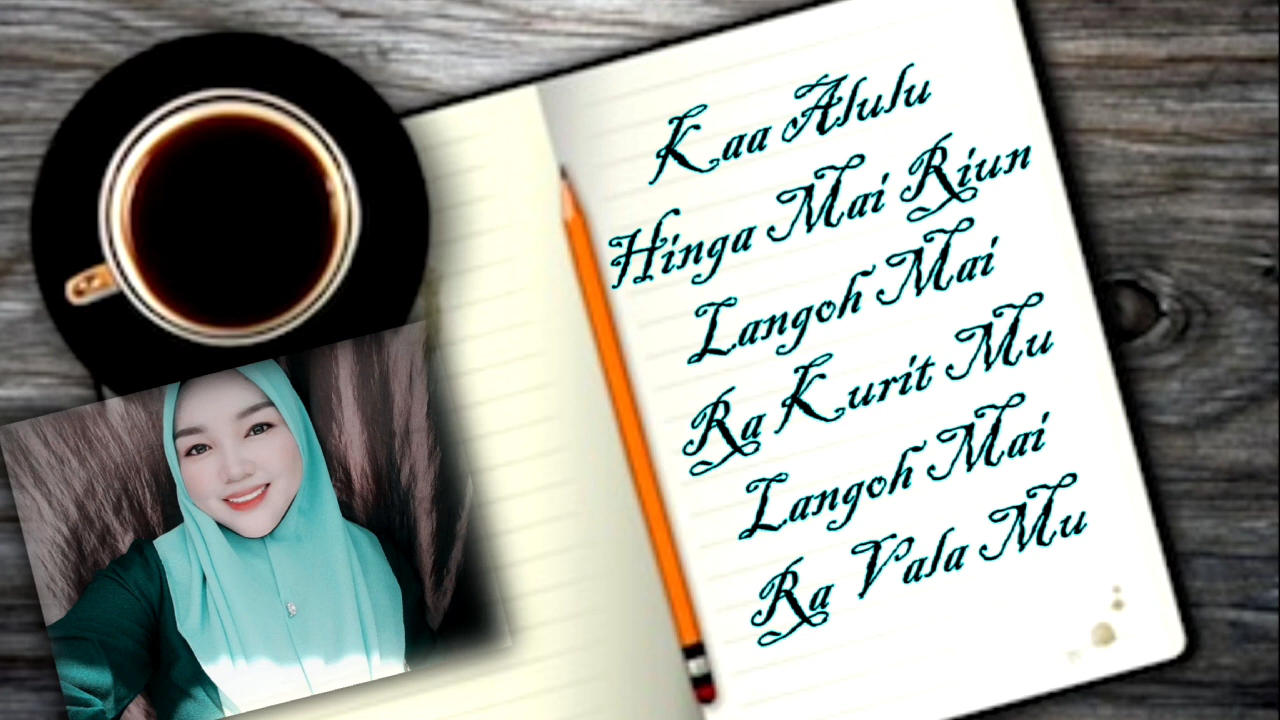 Kaa Alulu
Hinga Mai Riun
Langoh Mai
Ra Kurit Mu
Langoh Mai
Ra Vala Mu